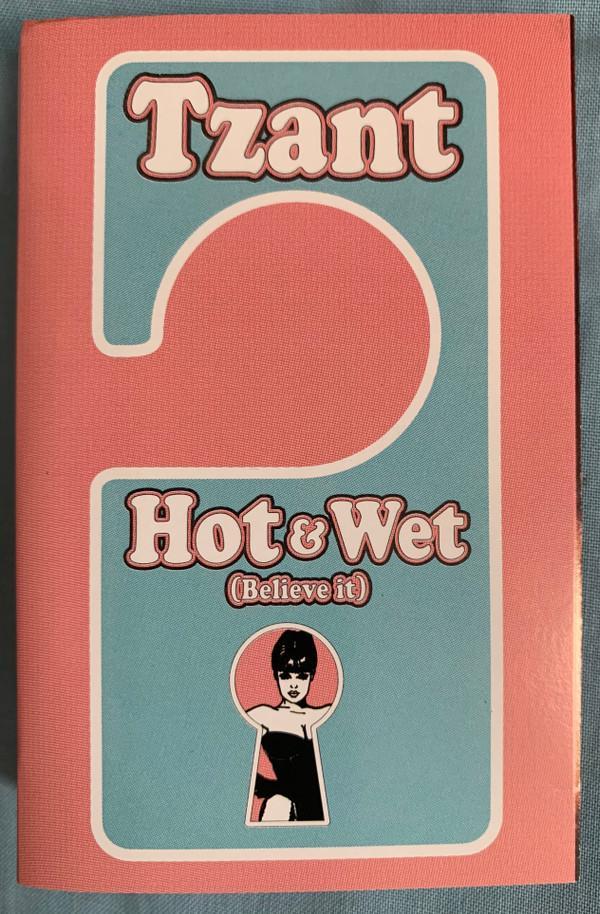 Tzant
Hot & Wet
(Believe it)